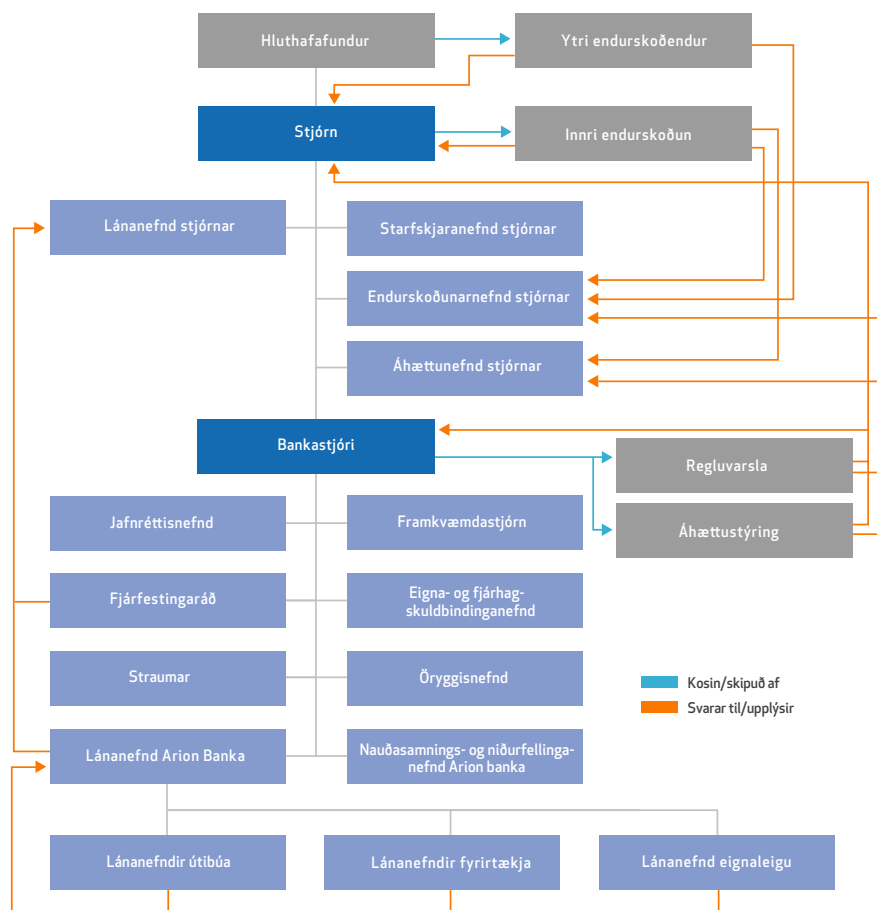 Hluthafafundur
Ytri endurskoðendur
Stjórn
Innri endurskoðun
Lánanefnd stjórnar
Starfskjaranefnd stjórnar
Endurskoðunarnefnd stjórnar
Áhættunefnd stjórnar
Bankastjóri
Regluvarsla
Jafnréttisnefnd
Framkvæmdastjórn
Áhættustýring
Fjárfestingaráð
Eigna- og fjárhag-
skuldbindinganefnd
Straumar
Öryggisnefnd
Kosin/skipuð af
Svarar til/upplýsir
Lánanefnd Arion Banka
Nauðasamnings- og niðurfellinga-
nefnd Arion banka
Lánanefndir útibúa
Lánanefndir fyrirtækja
Lánanefnd eignaleigu